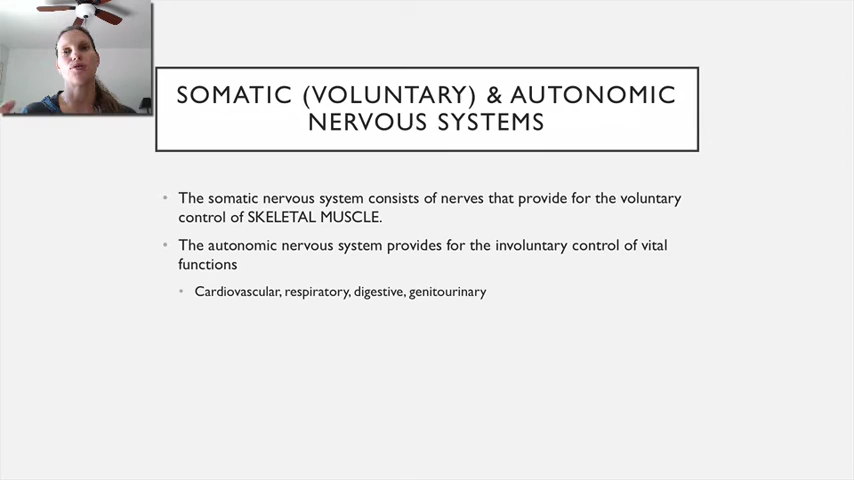 SOMATIC (VOLUNTARY) & AUTONOMIC
NERVOUS SYSTEMS
• The somatic nervous system consists of nerves that provide for the voluntary
control of SKELETAL MUSCLE.
• The autonomic nervous system provides for the involuntary control of vital
functions
• Cardiovascular, respiratory, digestive, genitourinary